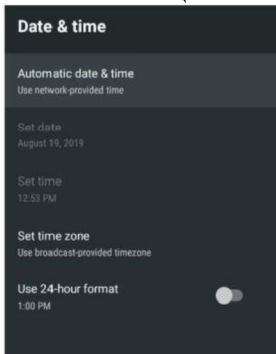 Date & time
Automatic date & time
Use network-provided time
Set date
August 19, 2019
Set time
12:53 PM
Set time zone
Use broadcast-provided timezone
Use 24-hour format
1:00 PM